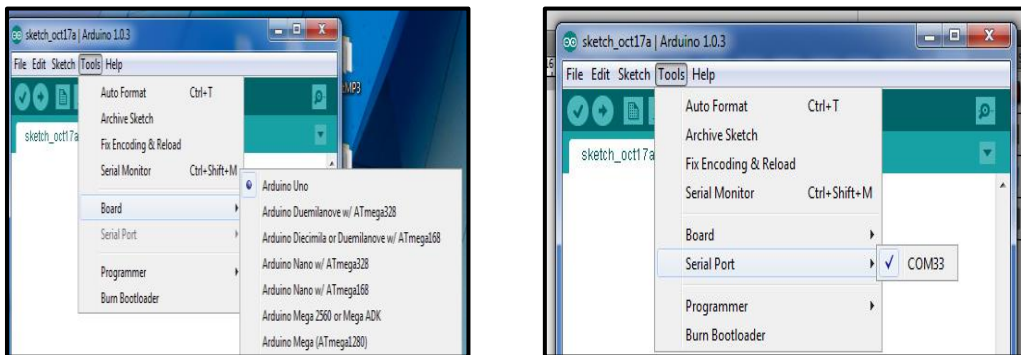 sketch_oct17a | Arduino 1.0.3
File Edit Sketch Tools Help
sketch_oct17a
Auto Format Ctrl+T
Archive Sketch
Fix Encoding & Reload
Serial Monitor Ctrl+Shift+M
Board
Serial Port
Programmer
Burn Bootloader
Arduino Uno
Arduino Duemilanove w/ ATmega328
Arduino Diecimila or Duemilanove w/ ATmega168
Arduino Nano w/ ATmega328
Arduino Nano w/ ATmega168
Arduino Mega 2560 or Mega ADK
Arduino Mega (ATmega1280)
MP3
sketch_oct17a | Arduino 1.0.3
File Edit Sketch Tools Help
sketch_oct17a
Auto Format Ctrl+T
Archive Sketch
Fix Encoding & Reload
Serial Monitor Ctrl+Shift+M
Board
Serial Port
COM33
Programmer
Burn Bootloader